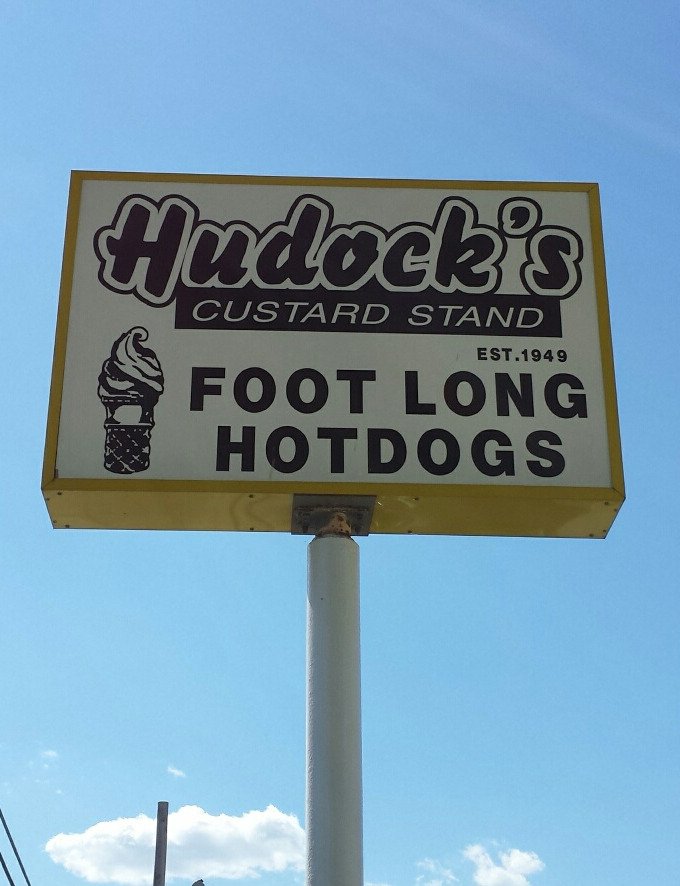 Hudock's
CUSTARD STAND
EST.1949
FOOT LONG
HOTDOGS